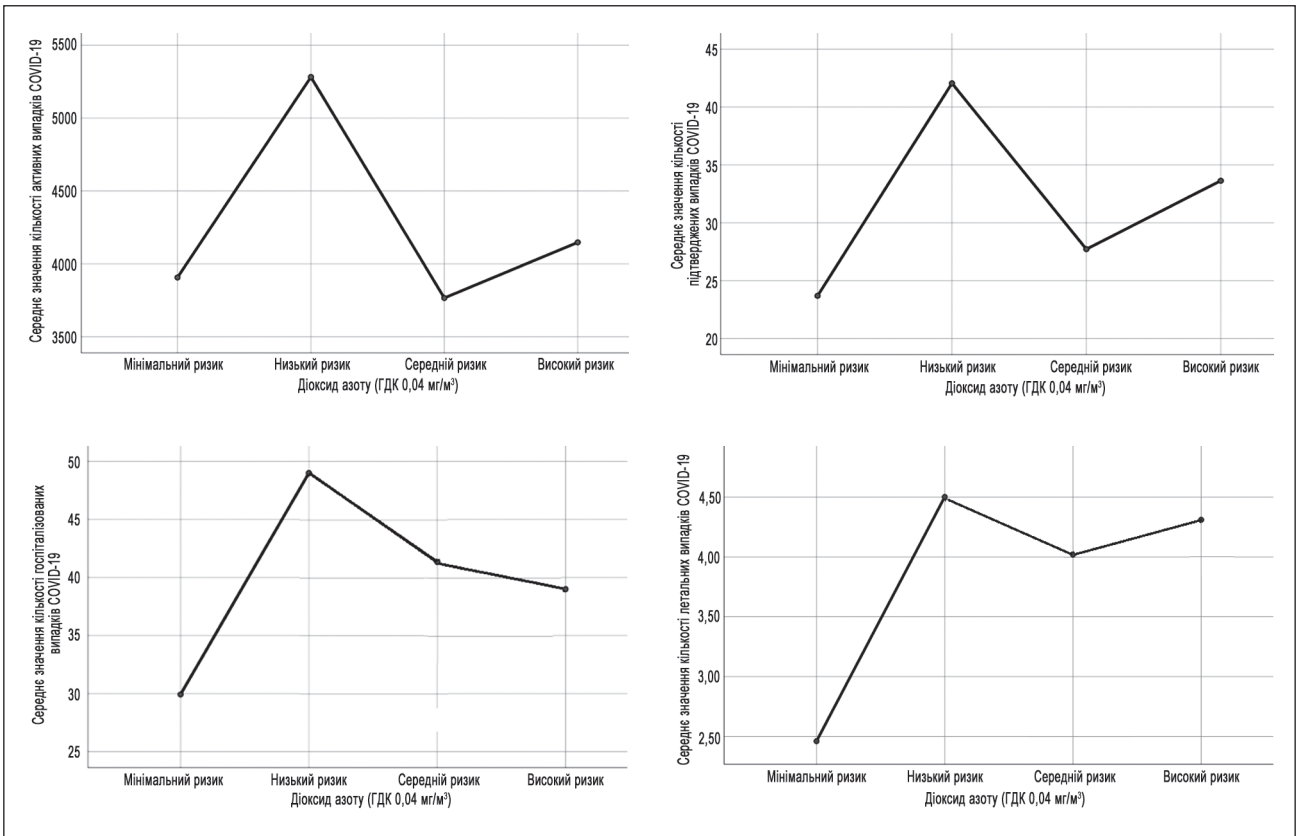 Середнє значення кількості активних випадків COVID-19
5500
5000
4500
4000
3500
Мінімальний ризик Низький ризик Середній ризик Високий ризик
Діоксид азоту (ГДК 0,04 мг/м³)
Середнє значення кількості
підтверджених випадків COVID-19
45
40
35
30
25
20
Мінімальний ризик Низький ризик Середній ризик Високий ризик
Діоксид азоту (ГДК 0,04 мг/м³)
Середнє значення кількості госпіталізованих
випадків COVID-19
50
45
40
35
30
25
Мінімальний ризик Низький ризик Середній ризик Високий ризик
Діоксид азоту (ГДК 0,04 мг/м³)
Середнє значення кількості летальних випадків COVID-19
4,50
4,00
3,50
3,00
2,50
Мінімальний ризик Низький ризик Середній ризик Високий ризик
Діоксид азоту (ГДК 0,04 мг/м³)